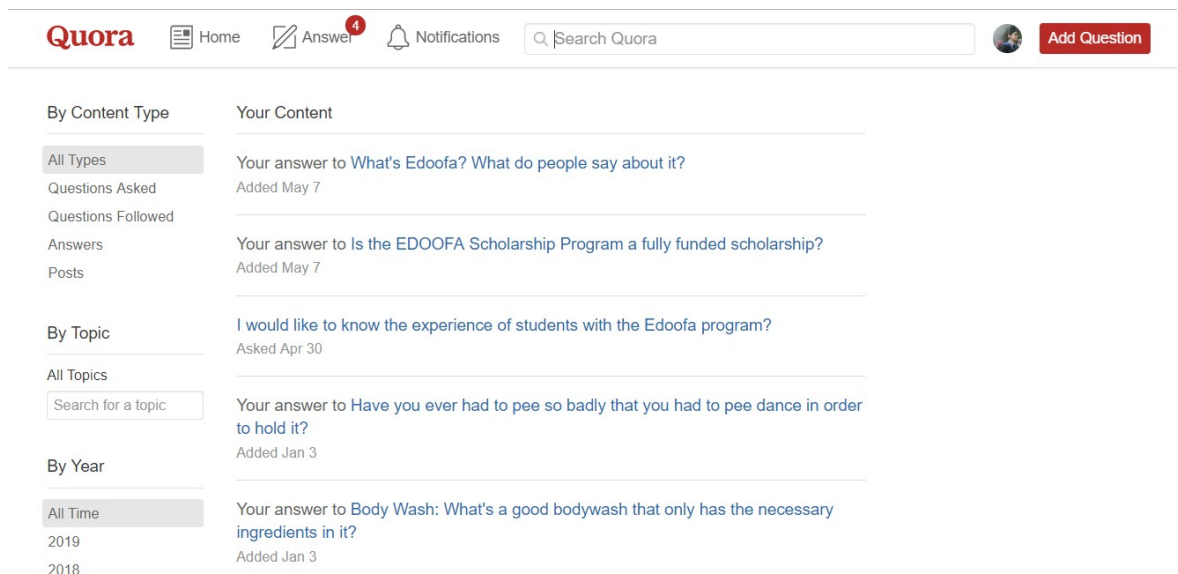 Quora
Home
Answer
4
Notifications
Search Quora
Add Question
By Content Type
All Types
Questions Asked
Questions Followed
Answers
Posts
By Topic
All Topics
Search for a topic
By Year
All Time
2019
2018
Your Content
Your answer to What's Edoofa? What do people say about it?
Added May 7
Your answer to Is the EDOOFA Scholarship Program a fully funded scholarship?
Added May 7
I would like to know the experience of students with the Edoofa program?
Asked Apr 30
Your answer to Have you ever had to pee so badly that you had to pee dance in order
to hold it?
Added Jan 3
Your answer to Body Wash: What's a good bodywash that only has the necessary
ingredients in it?
Added Jan 3